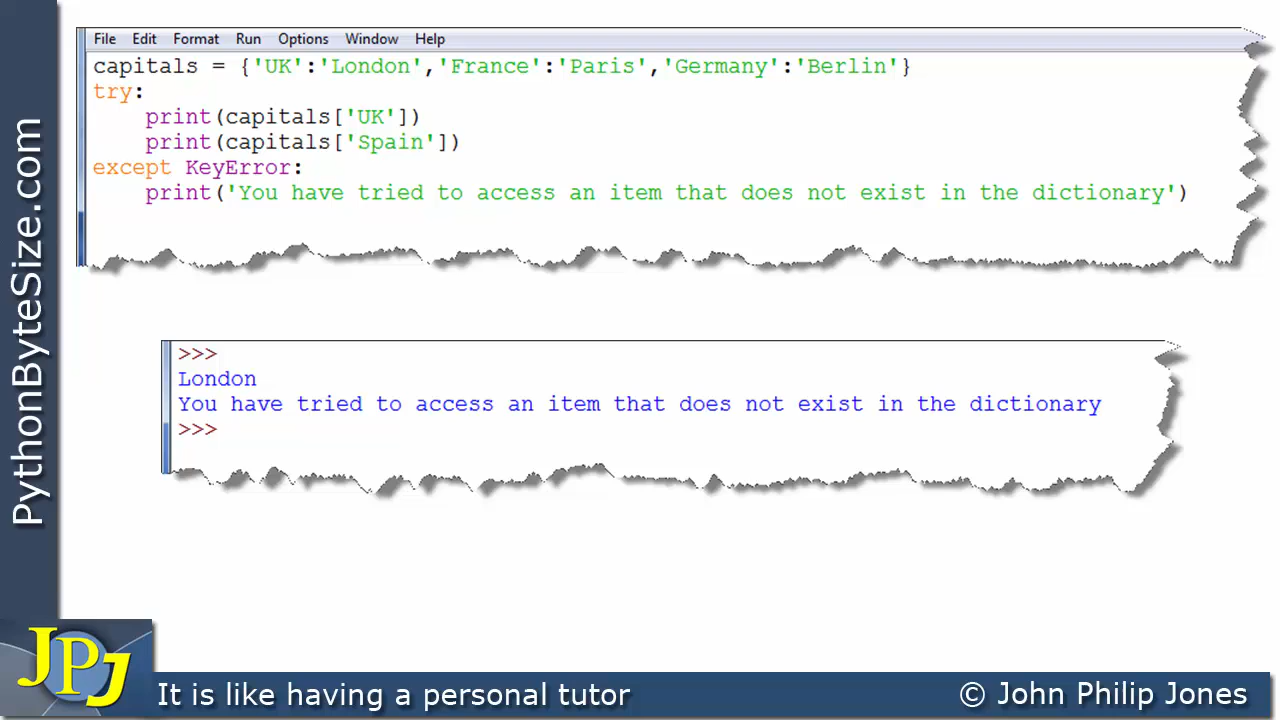 File Edit Format Run Options Window Help
capitals = {'UK':'London','France':'Paris','Germany':'Berlin'}
try:
    print(capitals['UK'])
    print(capitals['Spain'])
except KeyError:
    print('You have tried to access an item that does not exist in the dictionary')
>>>
London
You have tried to access an item that does not exist in the dictionary
>>>
PythonByteSize.com
JPJ
It is like having a personal tutor
© John Philip Jones